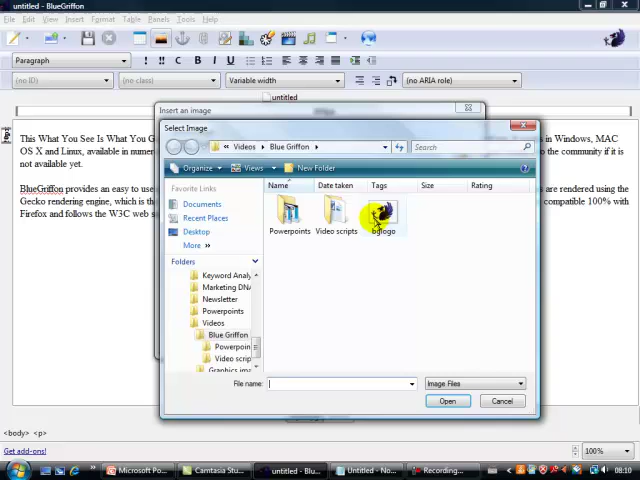 untitled - BlueGriffon
File Edit View Insert Format Table Panels Tools Help
Paragraph
(no ID) (no class) Variable width (no ARIA role)
untitled
Insert an image
This What You See Is What You G
s in Windows, MAC
OS X and Linux, available in numeri
to the community if it is
not available yet.
BlueGriffon provides an easy to use
are rendered using the
Gecko rendering engine, which is tha
compatible 100% with
Firefox and follows the W3C web s
Select Image
Videos Blue Griffon
Search
Organize Views New Folder
Favorite Links
Documents
Recent Places
Desktop
More »
Folders
Keyword Analy
Marketing DNA
Newsletter
Powerpoints
Videos
Blue Griffon
Powerpoin
Video scrip
Graphics ima
Name Date taken Tags Size Rating
Powerpoints Video scripts bglogo
File name:
Image Files
Open Cancel
<body> <p>
Get add-ons!
100%
Microsoft Po... Camtasia Stu... untitled - Blu... Untitled - No... Recording...
08:10